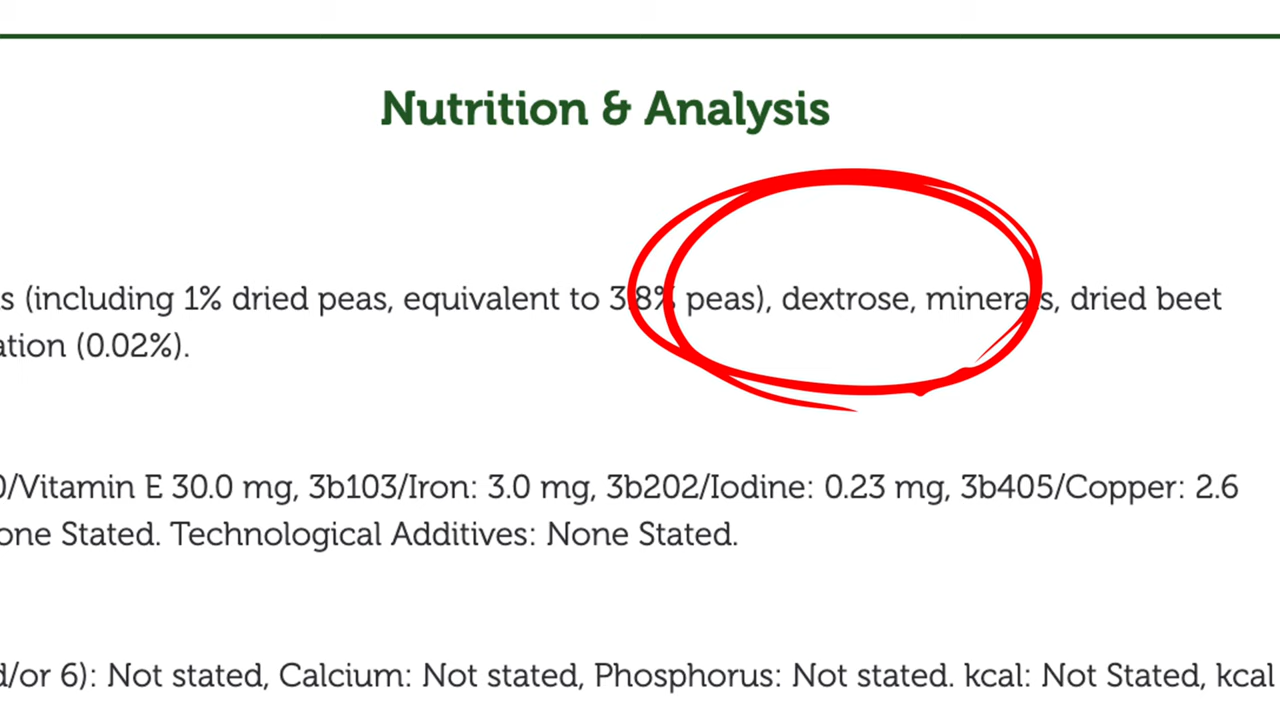 Nutrition & Analysis
s (including 1% dried peas, equivalent to 3.8% peas), dextrose, minerals, dried beet
ation (0.02%).
0/Vitamin E 30.0 mg, 3b103/Iron: 3.0 mg, 3b202/Iodine: 0.23 mg, 3b405/Copper: 2.6
one Stated. Technological Additives: None Stated.
d/or 6): Not stated, Calcium: Not stated, Phosphorus: Not stated. kcal: Not Stated, kcal